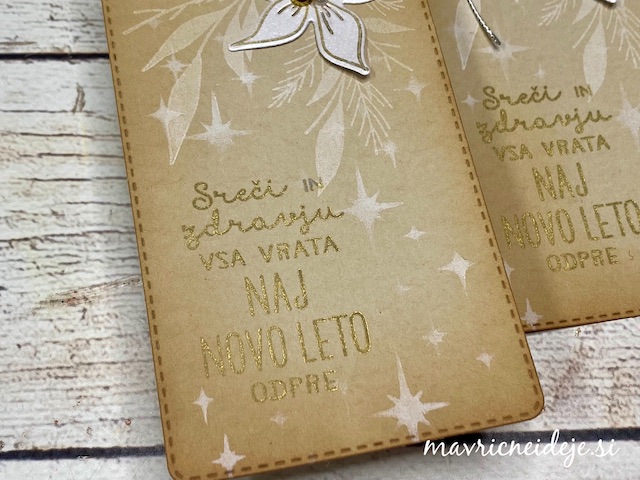 Sreči IN
zdravju
VSA VRATA
NAJ
NOVO LETO
ODPRE
Sreči IN
zdravju
VSA VRATA
NAJ
NOVO LETO
ODPRE
mavricneideje.si